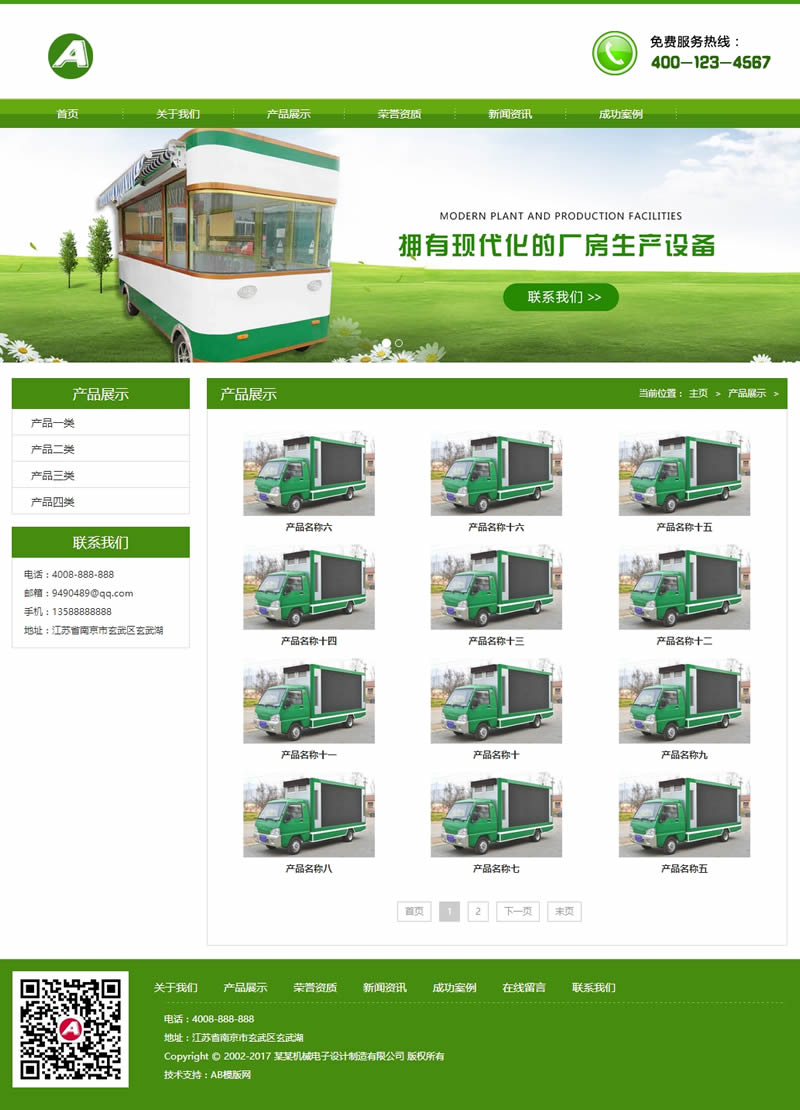 A
免费服务热线：
400-123-4567
首页 关于我们 产品展示 荣誉资质 新闻资讯 成功案例
MODERN PLANT AND PRODUCTION FACILITIES
拥有现代化的厂房生产设备
联系我们 >>
产品展示
产品一类
产品二类
产品三类
产品四类
联系我们
电话：4008-888-888
邮箱：9490489@qq.com
手机：13588888888
地址：江苏省南京市玄武区玄武湖
产品展示 当前位置： 主页 > 产品展示 >
产品名称六 产品名称十六 产品名称十五
产品名称十四 产品名称十三 产品名称十二
产品名称十一 产品名称十 产品名称九
产品名称八 产品名称七 产品名称五
首页 1 2 下一页 末页
A
关于我们 产品展示 荣誉资质 新闻资讯 成功案例 在线留言 联系我们
电话：4008-888-888
地址：江苏省南京市玄武区玄武湖
Copyright © 2002-2017 某某机械电子设计制造有限公司 版权所有
技术支持：AB模版网